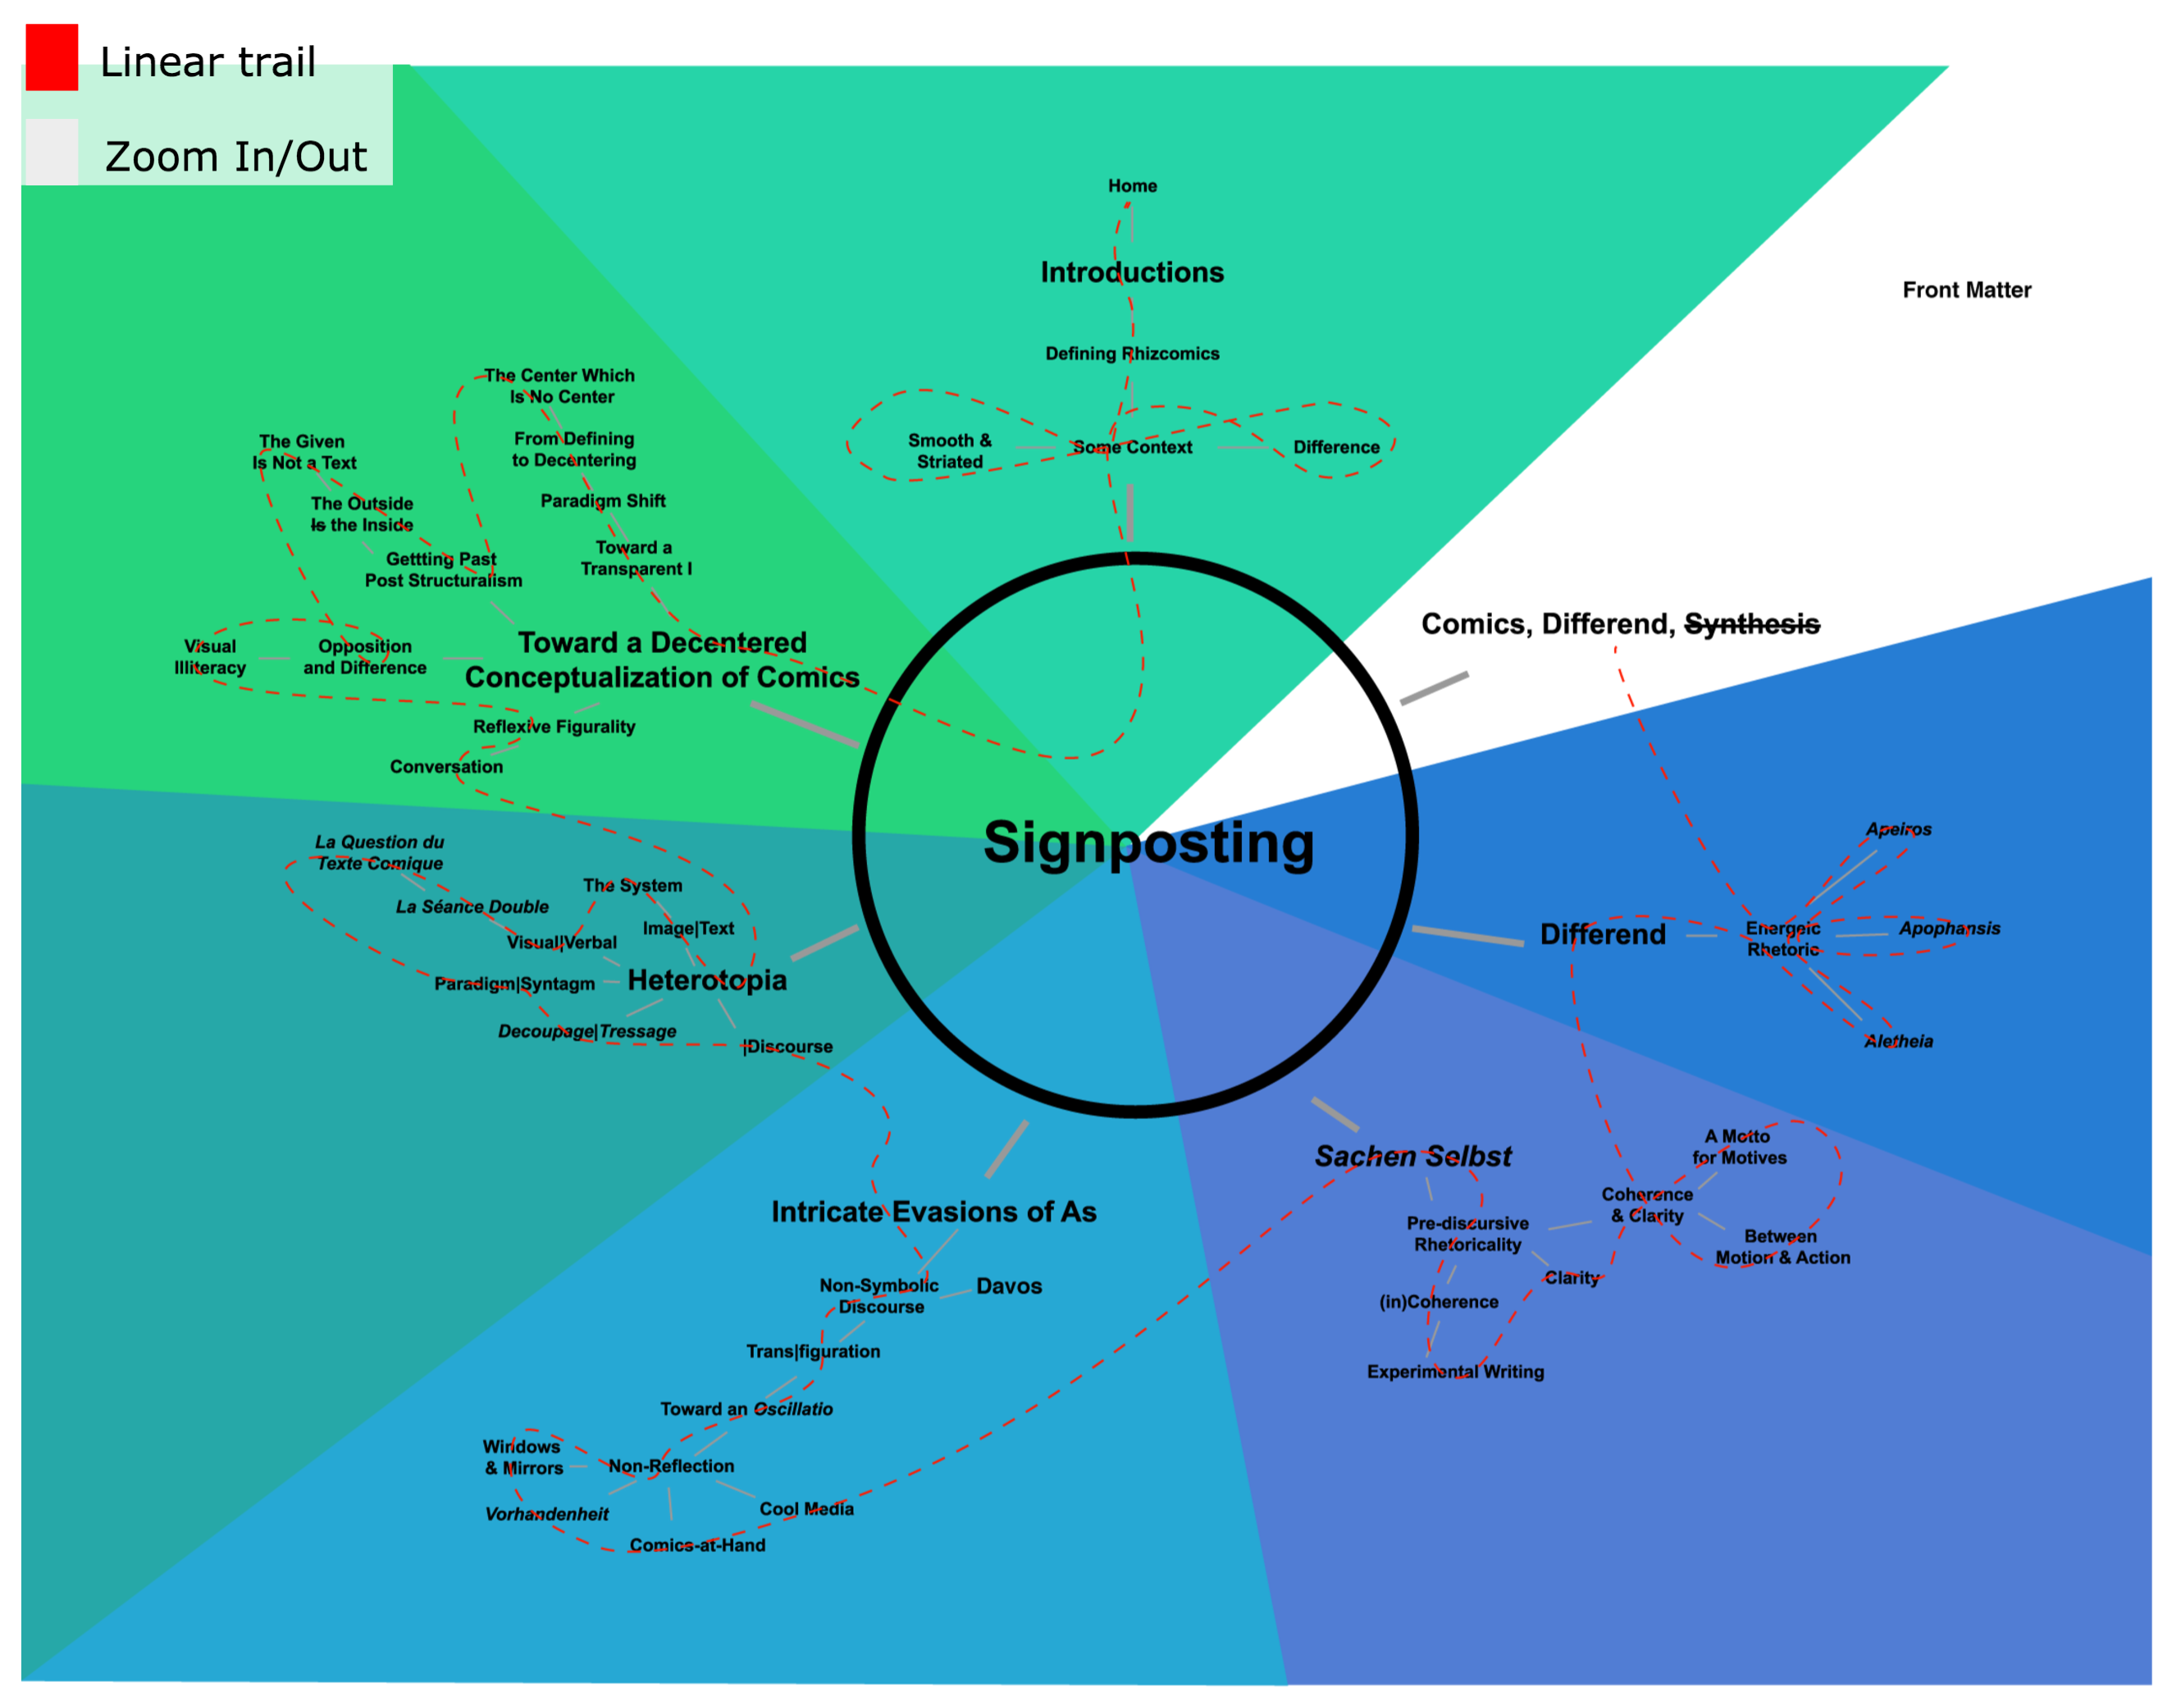 Linear trail
Zoom In/Out
Home
Introductions
Defining Rhizcomics
Smooth &
Striated
Some Context
Difference
Front Matter
The Center Which
Is No Center
From Defining
to Decentering
Paradigm Shift
Toward a
Transparent I
The Given
Is Not a Text
The Outside
Is the Inside
Gettting Past
Post Structuralism
Toward a Decentered
Conceptualization of Comics
Visual
Illiteracy
Opposition
and Difference
Reflexive Figurality
Conversation
Comics, Differend, Synthesis
Signposting
La Question du
Texte Comique
La Séance Double
The System
Image|Text
Visual|Verbal
Heterotopia
Paradigm|Syntagm
Decoupage|Tressage
|Discourse
Apeiros
Differend
Energeic
Rhetoric
Apophansis
Aletheia
Sachen Selbst
A Motto
for Motives
Coherence
& Clarity
Pre-discursive
Rhetoricality
Between
Motion & Action
Clarity
(in)Coherence
Experimental Writing
Intricate Evasions of As
Non-Symbolic
Discourse
Davos
Trans|figuration
Toward an Oscillatio
Windows
& Mirrors
Non-Reflection
Vorhandenheit
Cool Media
Comics-at-Hand